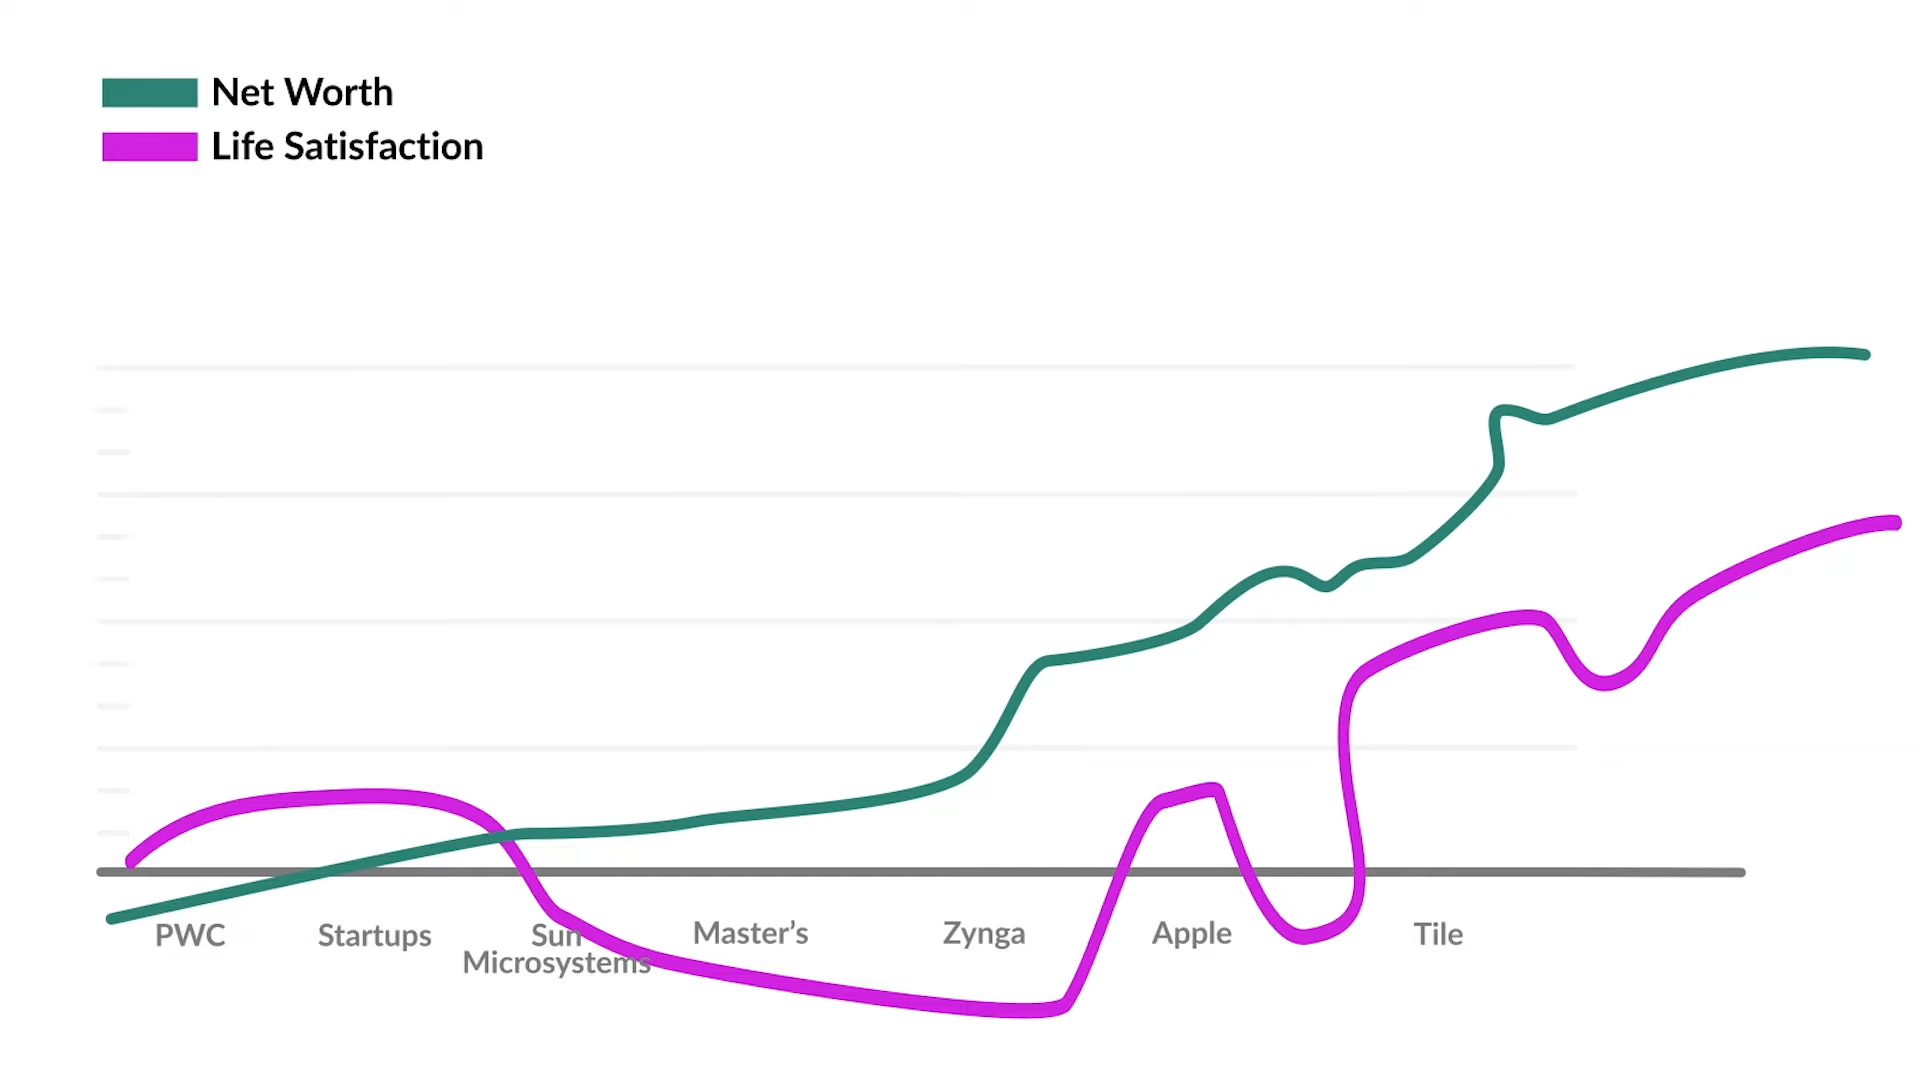 Net Worth
Life Satisfaction
PWC
Startups
Sun
Microsystems
Master’s
Zynga
Apple
Tile